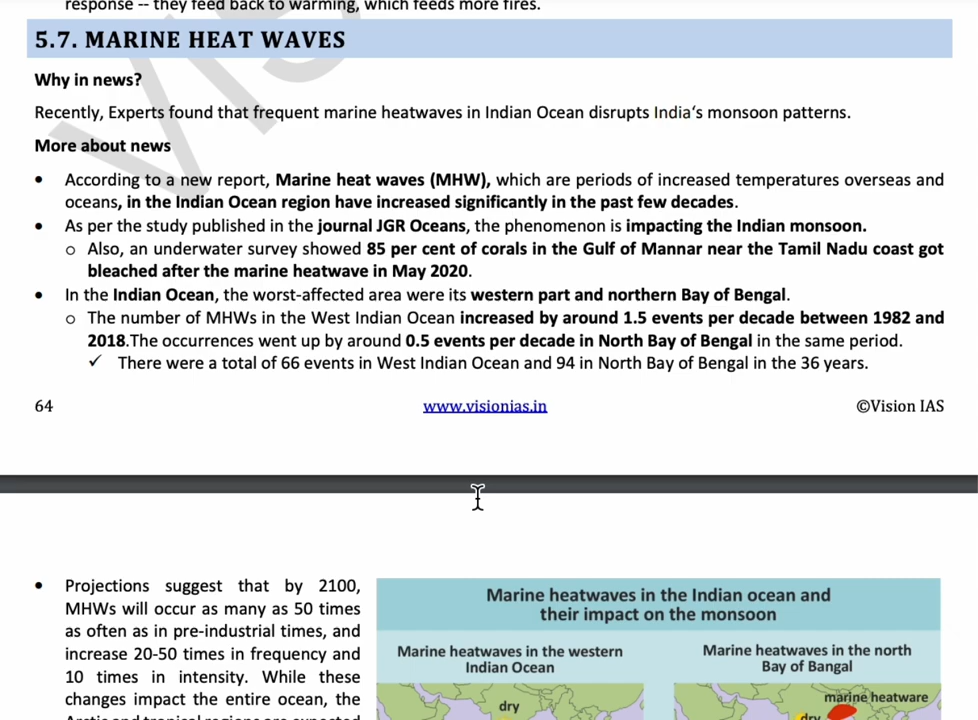 response -- they feed back to warming, which feeds more fires.
5.7. MARINE HEAT WAVES
Why in news?
Recently, Experts found that frequent marine heatwaves in Indian Ocean disrupts India‘s monsoon patterns.
More about news
• According to a new report, Marine heat waves (MHW), which are periods of increased temperatures overseas and
oceans, in the Indian Ocean region have increased significantly in the past few decades.
• As per the study published in the journal JGR Oceans, the phenomenon is impacting the Indian monsoon.
o Also, an underwater survey showed 85 per cent of corals in the Gulf of Mannar near the Tamil Nadu coast got
bleached after the marine heatwave in May 2020.
• In the Indian Ocean, the worst-affected area were its western part and northern Bay of Bengal.
o The number of MHWs in the West Indian Ocean increased by around 1.5 events per decade between 1982 and
2018.The occurrences went up by around 0.5 events per decade in North Bay of Bengal in the same period.
✓ There were a total of 66 events in West Indian Ocean and 94 in North Bay of Bengal in the 36 years.
64 www.visionias.in ©Vision IAS
• Projections suggest that by 2100,
MHWs will occur as many as 50 times
as often as in pre-industrial times, and
increase 20-50 times in frequency and
10 times in intensity. While these
changes impact the entire ocean, the
Marine heatwaves in the Indian ocean and
their impact on the monsoon
Marine heatwaves in the western
Indian Ocean
Marine heatwaves in the north
Bay of Bangal
dry
marine heatware
dry